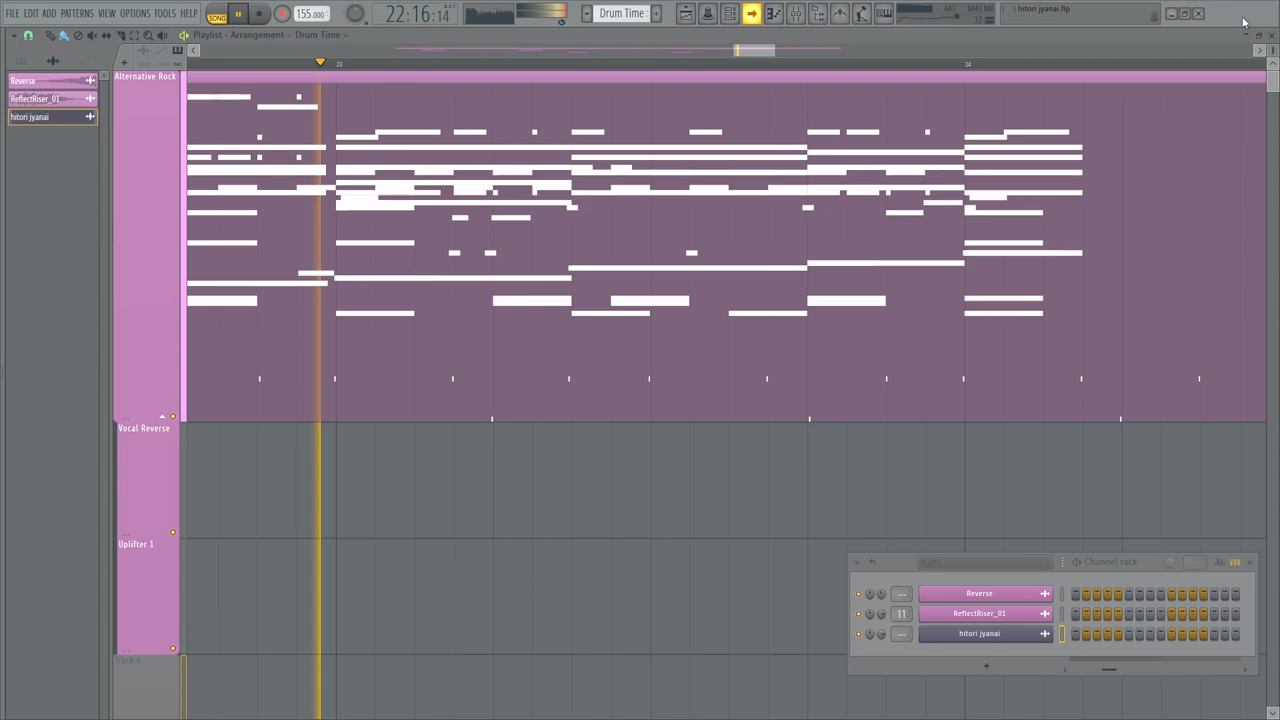 FILE EDIT ADD PATTERNS VIEW OPTIONS TOOLS HELP
SONG
155.000
22:16:14
B:S:T
Drum Time
hitori jyanai.flp
Playlist - Arrangement › Drum Time ›
Reverse
ReflectRiser_01
hitori jyanai
23
24
Alternative Rock
Vocal Reverse
Uplifter 1
Track 4
Channel rack
Reverse
11
ReflectRiser_01
hitori jyanai